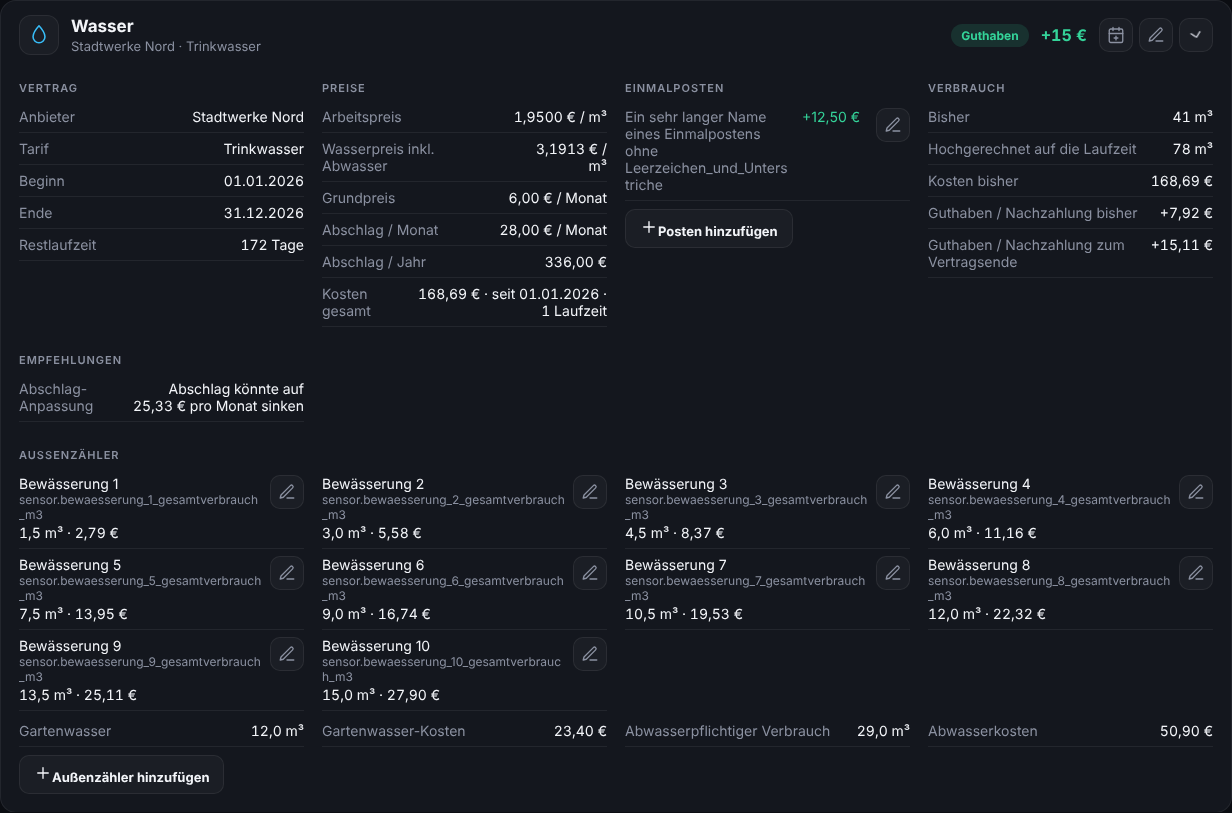 Wasser
Stadtwerke Nord · Trinkwasser
Guthaben
+15 €
VERTRAG
Anbieter Stadtwerke Nord
Tarif Trinkwasser
Beginn 01.01.2026
Ende 31.12.2026
Restlaufzeit 172 Tage
PREISE
Arbeitspreis 1,9500 € / m³
Wasserpreis inkl. 3,1913 € /
Abwasser m³
Grundpreis 6,00 € / Monat
Abschlag / Monat 28,00 € / Monat
Abschlag / Jahr 336,00 €
Kosten 168,69 € · seit 01.01.2026 ·
gesamt 1 Laufzeit
EINMALPOSTEN
Ein sehr langer Name +12,50 €
eines Einmalpostens
ohne
Leerzeichen_und_Unters
triche
Posten hinzufügen
VERBRAUCH
Bisher 41 m³
Hochgerechnet auf die Laufzeit 78 m³
Kosten bisher 168,69 €
Guthaben / Nachzahlung bisher +7,92 €
Guthaben / Nachzahlung zum +15,11 €
Vertragsende
EMPFEHLUNGEN
Abschlag- Abschlag könnte auf
Anpassung 25,33 € pro Monat sinken
AUSSENZÄHLER
Bewässerung 1
sensor.bewaesserung_1_gesamtverbrauch
_m3
1,5 m³ · 2,79 €
Bewässerung 2
sensor.bewaesserung_2_gesamtverbrauch
_m3
3,0 m³ · 5,58 €
Bewässerung 3
sensor.bewaesserung_3_gesamtverbrauch
_m3
4,5 m³ · 8,37 €
Bewässerung 4
sensor.bewaesserung_4_gesamtverbrauch
_m3
6,0 m³ · 11,16 €
Bewässerung 5
sensor.bewaesserung_5_gesamtverbrauch
_m3
7,5 m³ · 13,95 €
Bewässerung 6
sensor.bewaesserung_6_gesamtverbrauch
_m3
9,0 m³ · 16,74 €
Bewässerung 7
sensor.bewaesserung_7_gesamtverbrauch
_m3
10,5 m³ · 19,53 €
Bewässerung 8
sensor.bewaesserung_8_gesamtverbrauch
_m3
12,0 m³ · 22,32 €
Bewässerung 9
sensor.bewaesserung_9_gesamtverbrauch
_m3
13,5 m³ · 25,11 €
Bewässerung 10
sensor.bewaesserung_10_gesamtverbrauc
h_m3
15,0 m³ · 27,90 €
Gartenwasser 12,0 m³
Gartenwasser-Kosten 23,40 €
Abwasserpflichtiger Verbrauch 29,0 m³
Abwasserkosten 50,90 €
Außenzähler hinzufügen